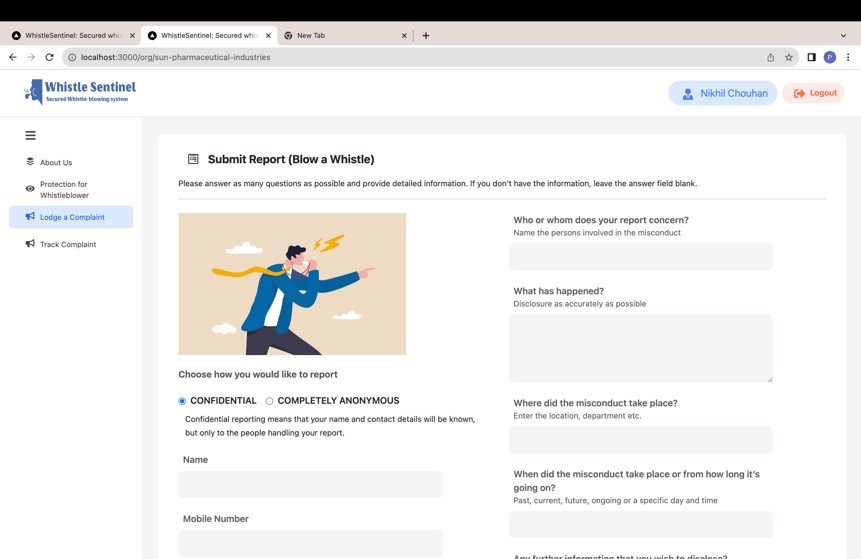 WhistleSentinel: Secured whis
WhistleSentinel: Secured whis
New Tab
localhost:3000/org/sun-pharmaceutical-industries
P
Whistle Sentinel
Secured Whistle-blowing system
Nikhil Chouhan
Logout
About Us
Protection for
Whistleblower
Lodge a Complaint
Track Complaint
Submit Report (Blow a Whistle)
Please answer as many questions as possible and provide detailed information. If you don't have the information, leave the answer field blank.
Choose how you would like to report
CONFIDENTIAL
COMPLETELY ANONYMOUS
Confidential reporting means that your name and contact details will be known,
but only to the people handling your report.
Name
Mobile Number
Who or whom does your report concern?
Name the persons involved in the misconduct
What has happened?
Disclosure as accurately as possible
Where did the misconduct take place?
Enter the location, department etc.
When did the misconduct take place or from how long it's
going on?
Past, current, future, ongoing or a specific day and time
Any further information that you wish to disclose?